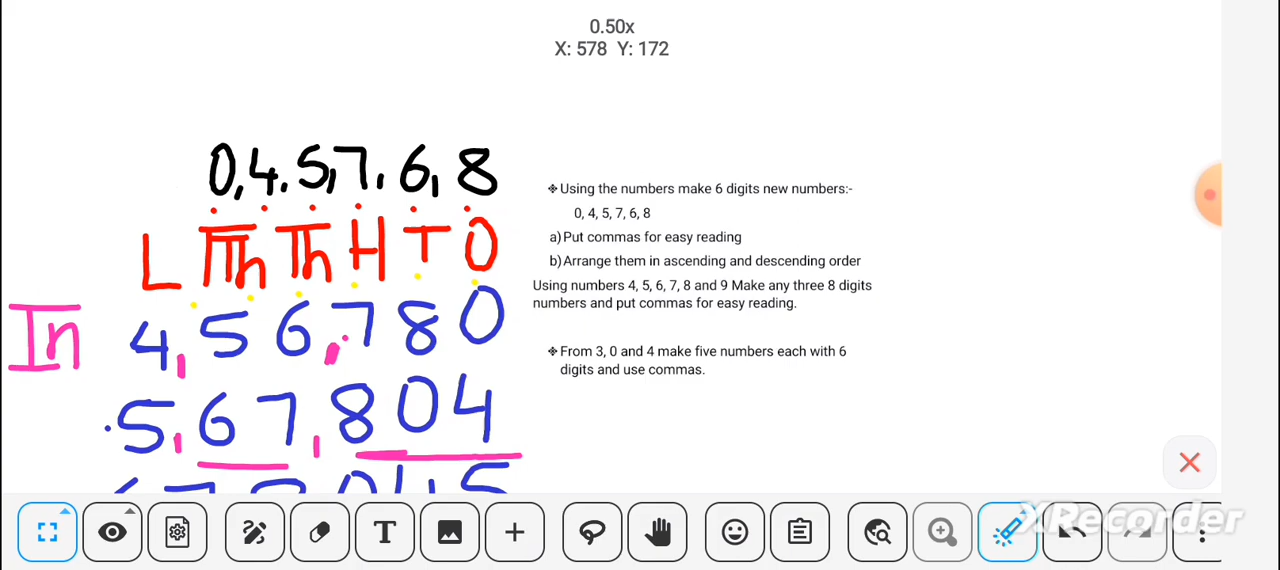 0.50x
X: 578 Y: 172
0,4.5,7.6,8
L TTh Th H T O
In
4,56,780
5,67,804
❖ Using the numbers make 6 digits new numbers:-
0, 4, 5, 7, 6, 8
a) Put commas for easy reading
b) Arrange them in ascending and descending order
Using numbers 4, 5, 6, 7, 8 and 9 Make any three 8 digits
numbers and put commas for easy reading.
❖ From 3, 0 and 4 make five numbers each with 6
digits and use commas.
T
XRecorder